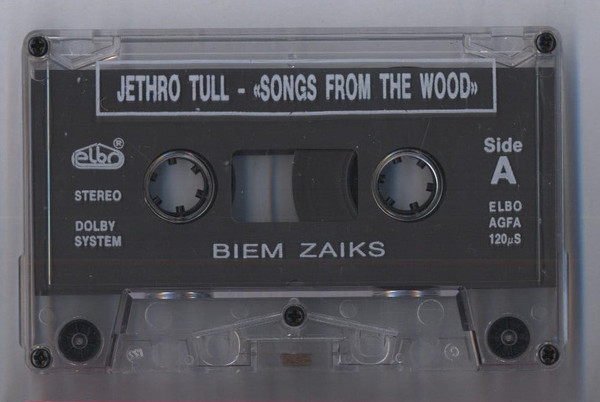 JETHRO TULL - «SONGS FROM THE WOOD»
elbo®
STEREO
DOLBY
SYSTEM
Side
A
ELBO
AGFA
120µS
BIEM ZAIKS